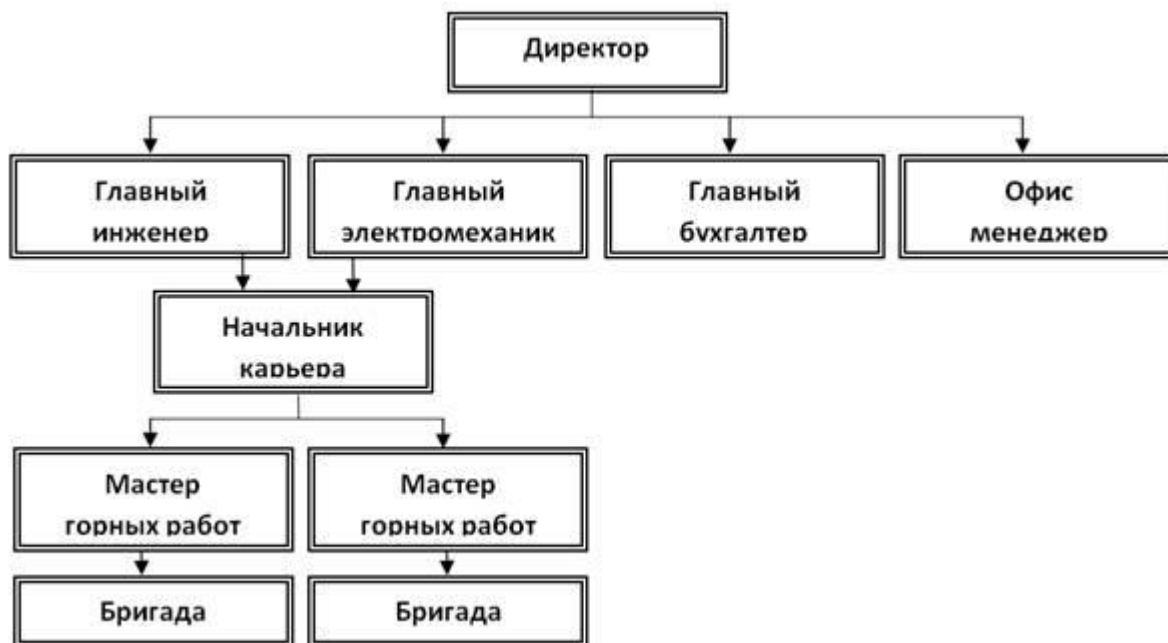 Директор
Главный
инженер
Главный
электромеханик
Главный
бухгалтер
Офис
менеджер
Начальник
карьера
Мастер
горных работ
Мастер
горных работ
Бригада
Бригада